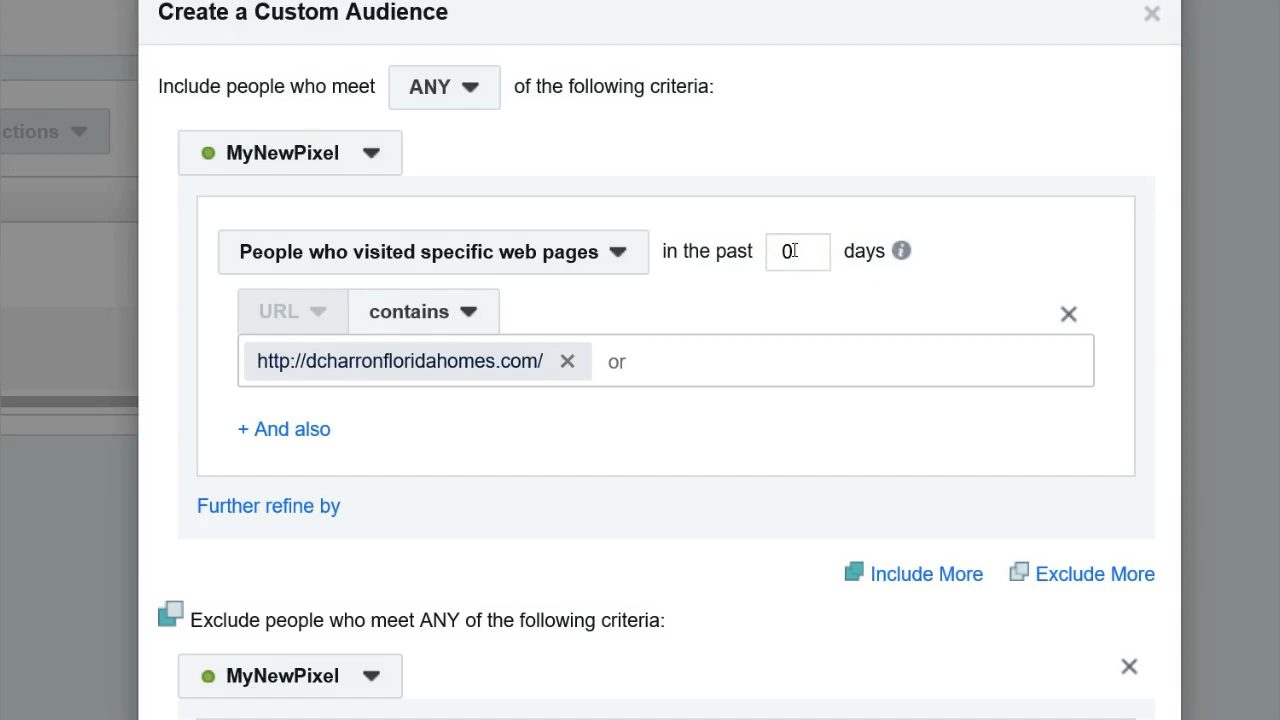 Create a Custom Audience
Include people who meet ANY of the following criteria:
ctions
MyNewPixel
People who visited specific web pages in the past 0 days
URL contains
http://dcharronfloridahomes.com/ or
+ And also
Further refine by
Include More Exclude More
Exclude people who meet ANY of the following criteria:
MyNewPixel